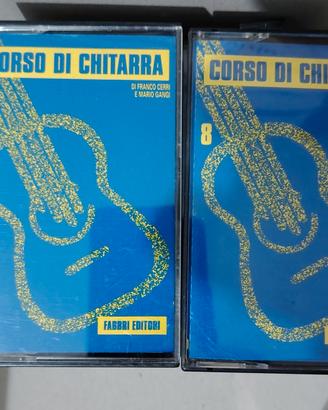 CORSO DI CHITARRA
DI FRANCO CERRI
E MARIO GANGI
FABBRI EDITORI
CORSO DI CHI
8